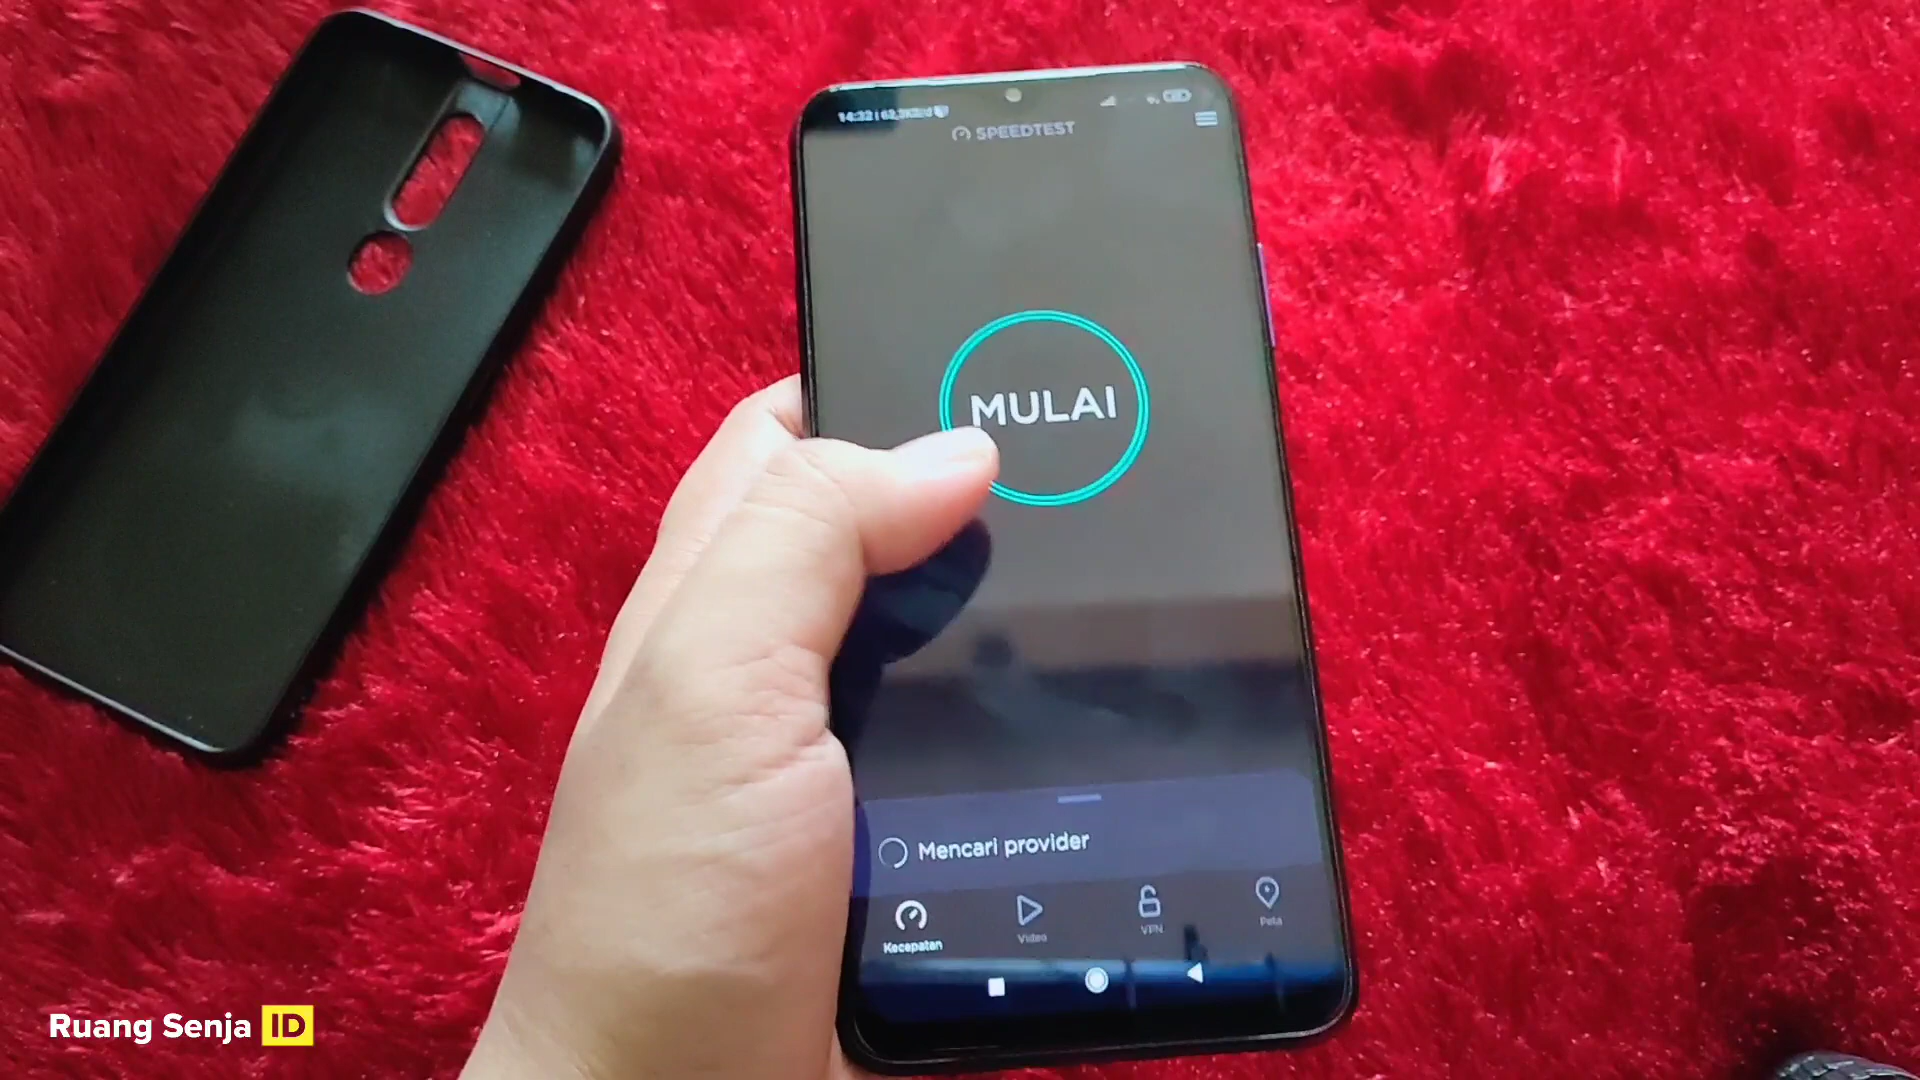 SPEEDTEST
MULAI
Mencari provider
Kecepatan
Video
VPN
Peta
Ruang Senja ID